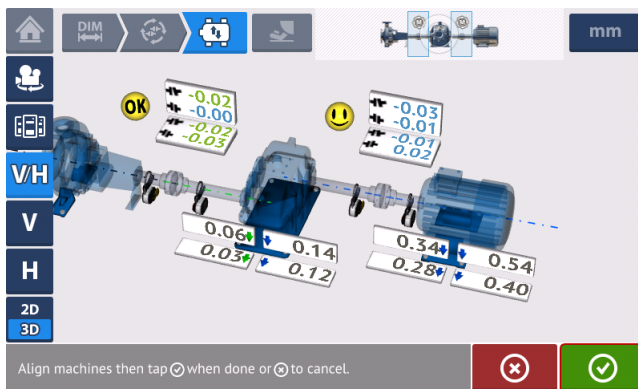 DIM
mm
V/H
V
H
2D
3D
OK
-0.02
-0.00
-0.02
-0.03
-0.03
-0.01
-0.01
0.02
0.06
0.14
0.03
0.12
0.34
0.54
0.28
0.40
Align machines then tap when done or to cancel.